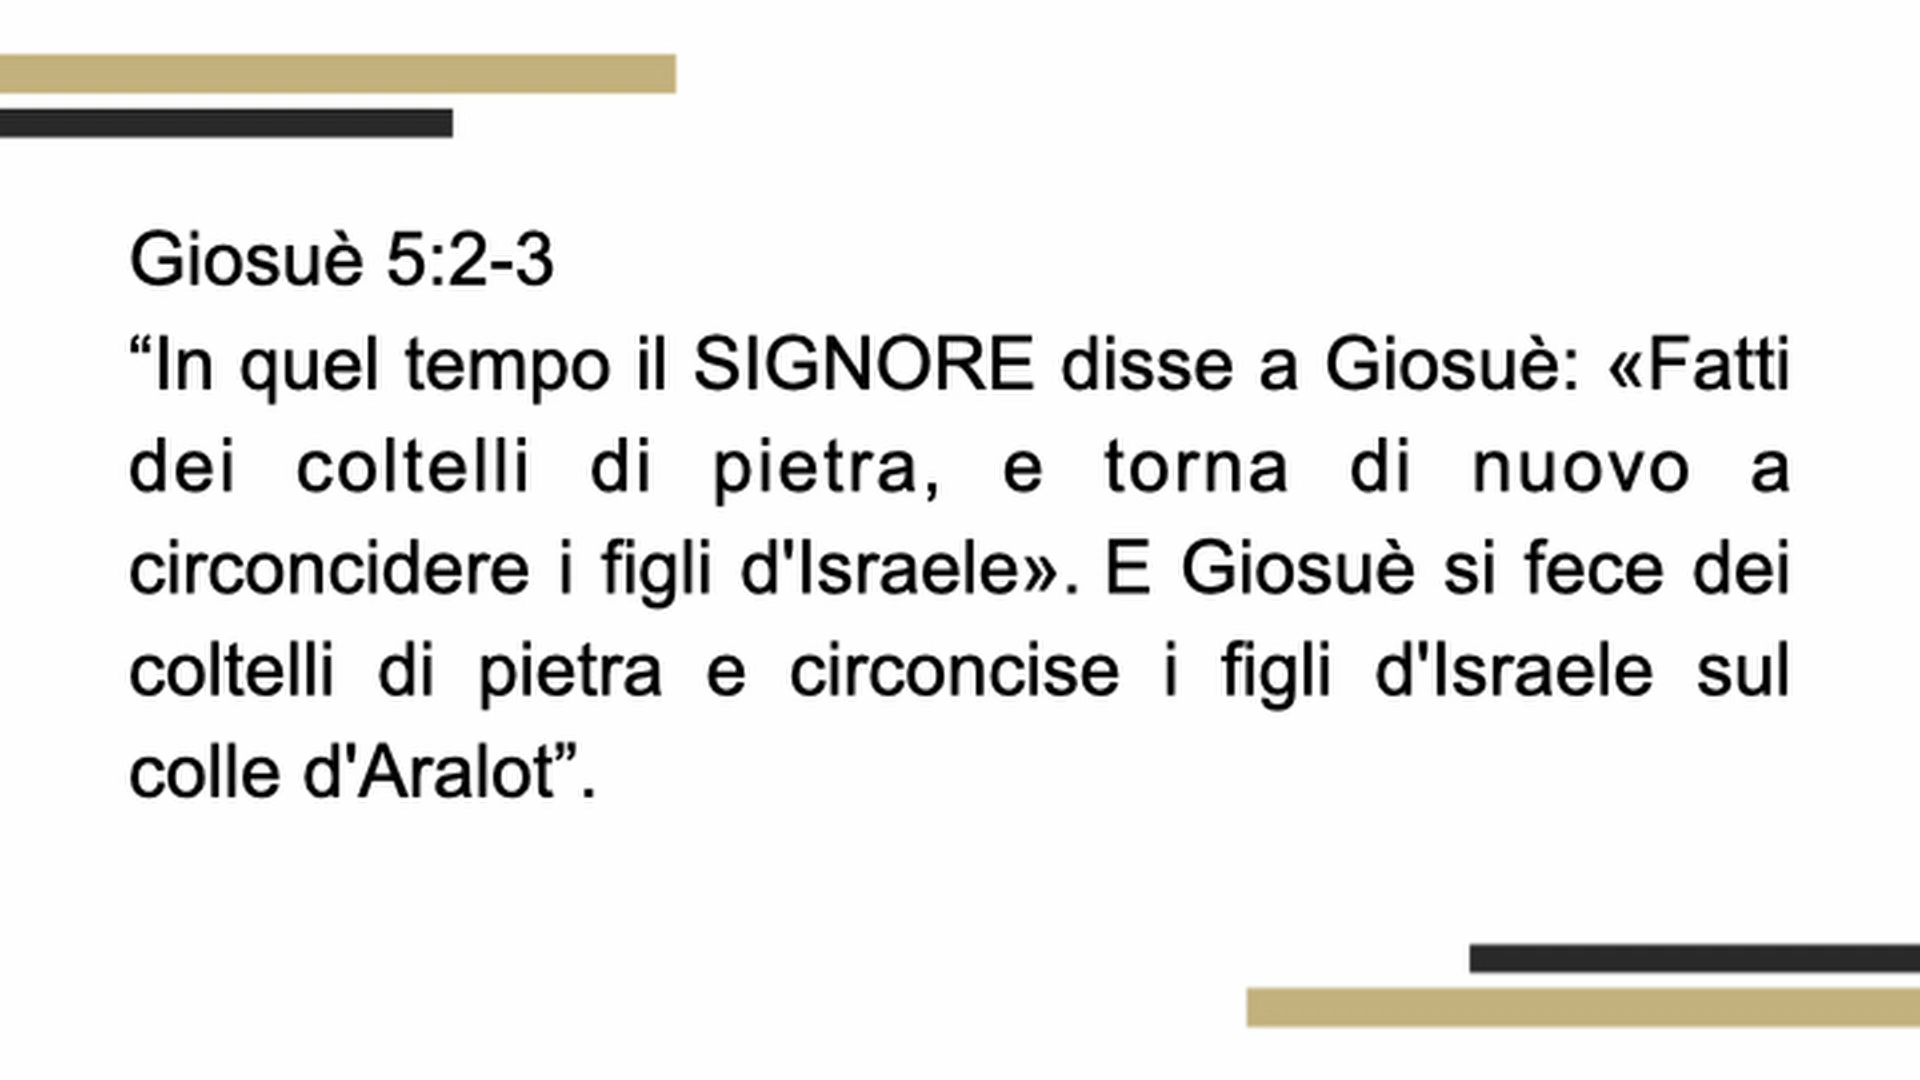 Giosuè 5:2-3
“In quel tempo il SIGNORE disse a Giosuè: «Fatti
dei coltelli di pietra, e torna di nuovo a
circoncidere i figli d'Israele». E Giosuè si fece dei
coltelli di pietra e circoncise i figli d'Israele sul
colle d'Aralot”.